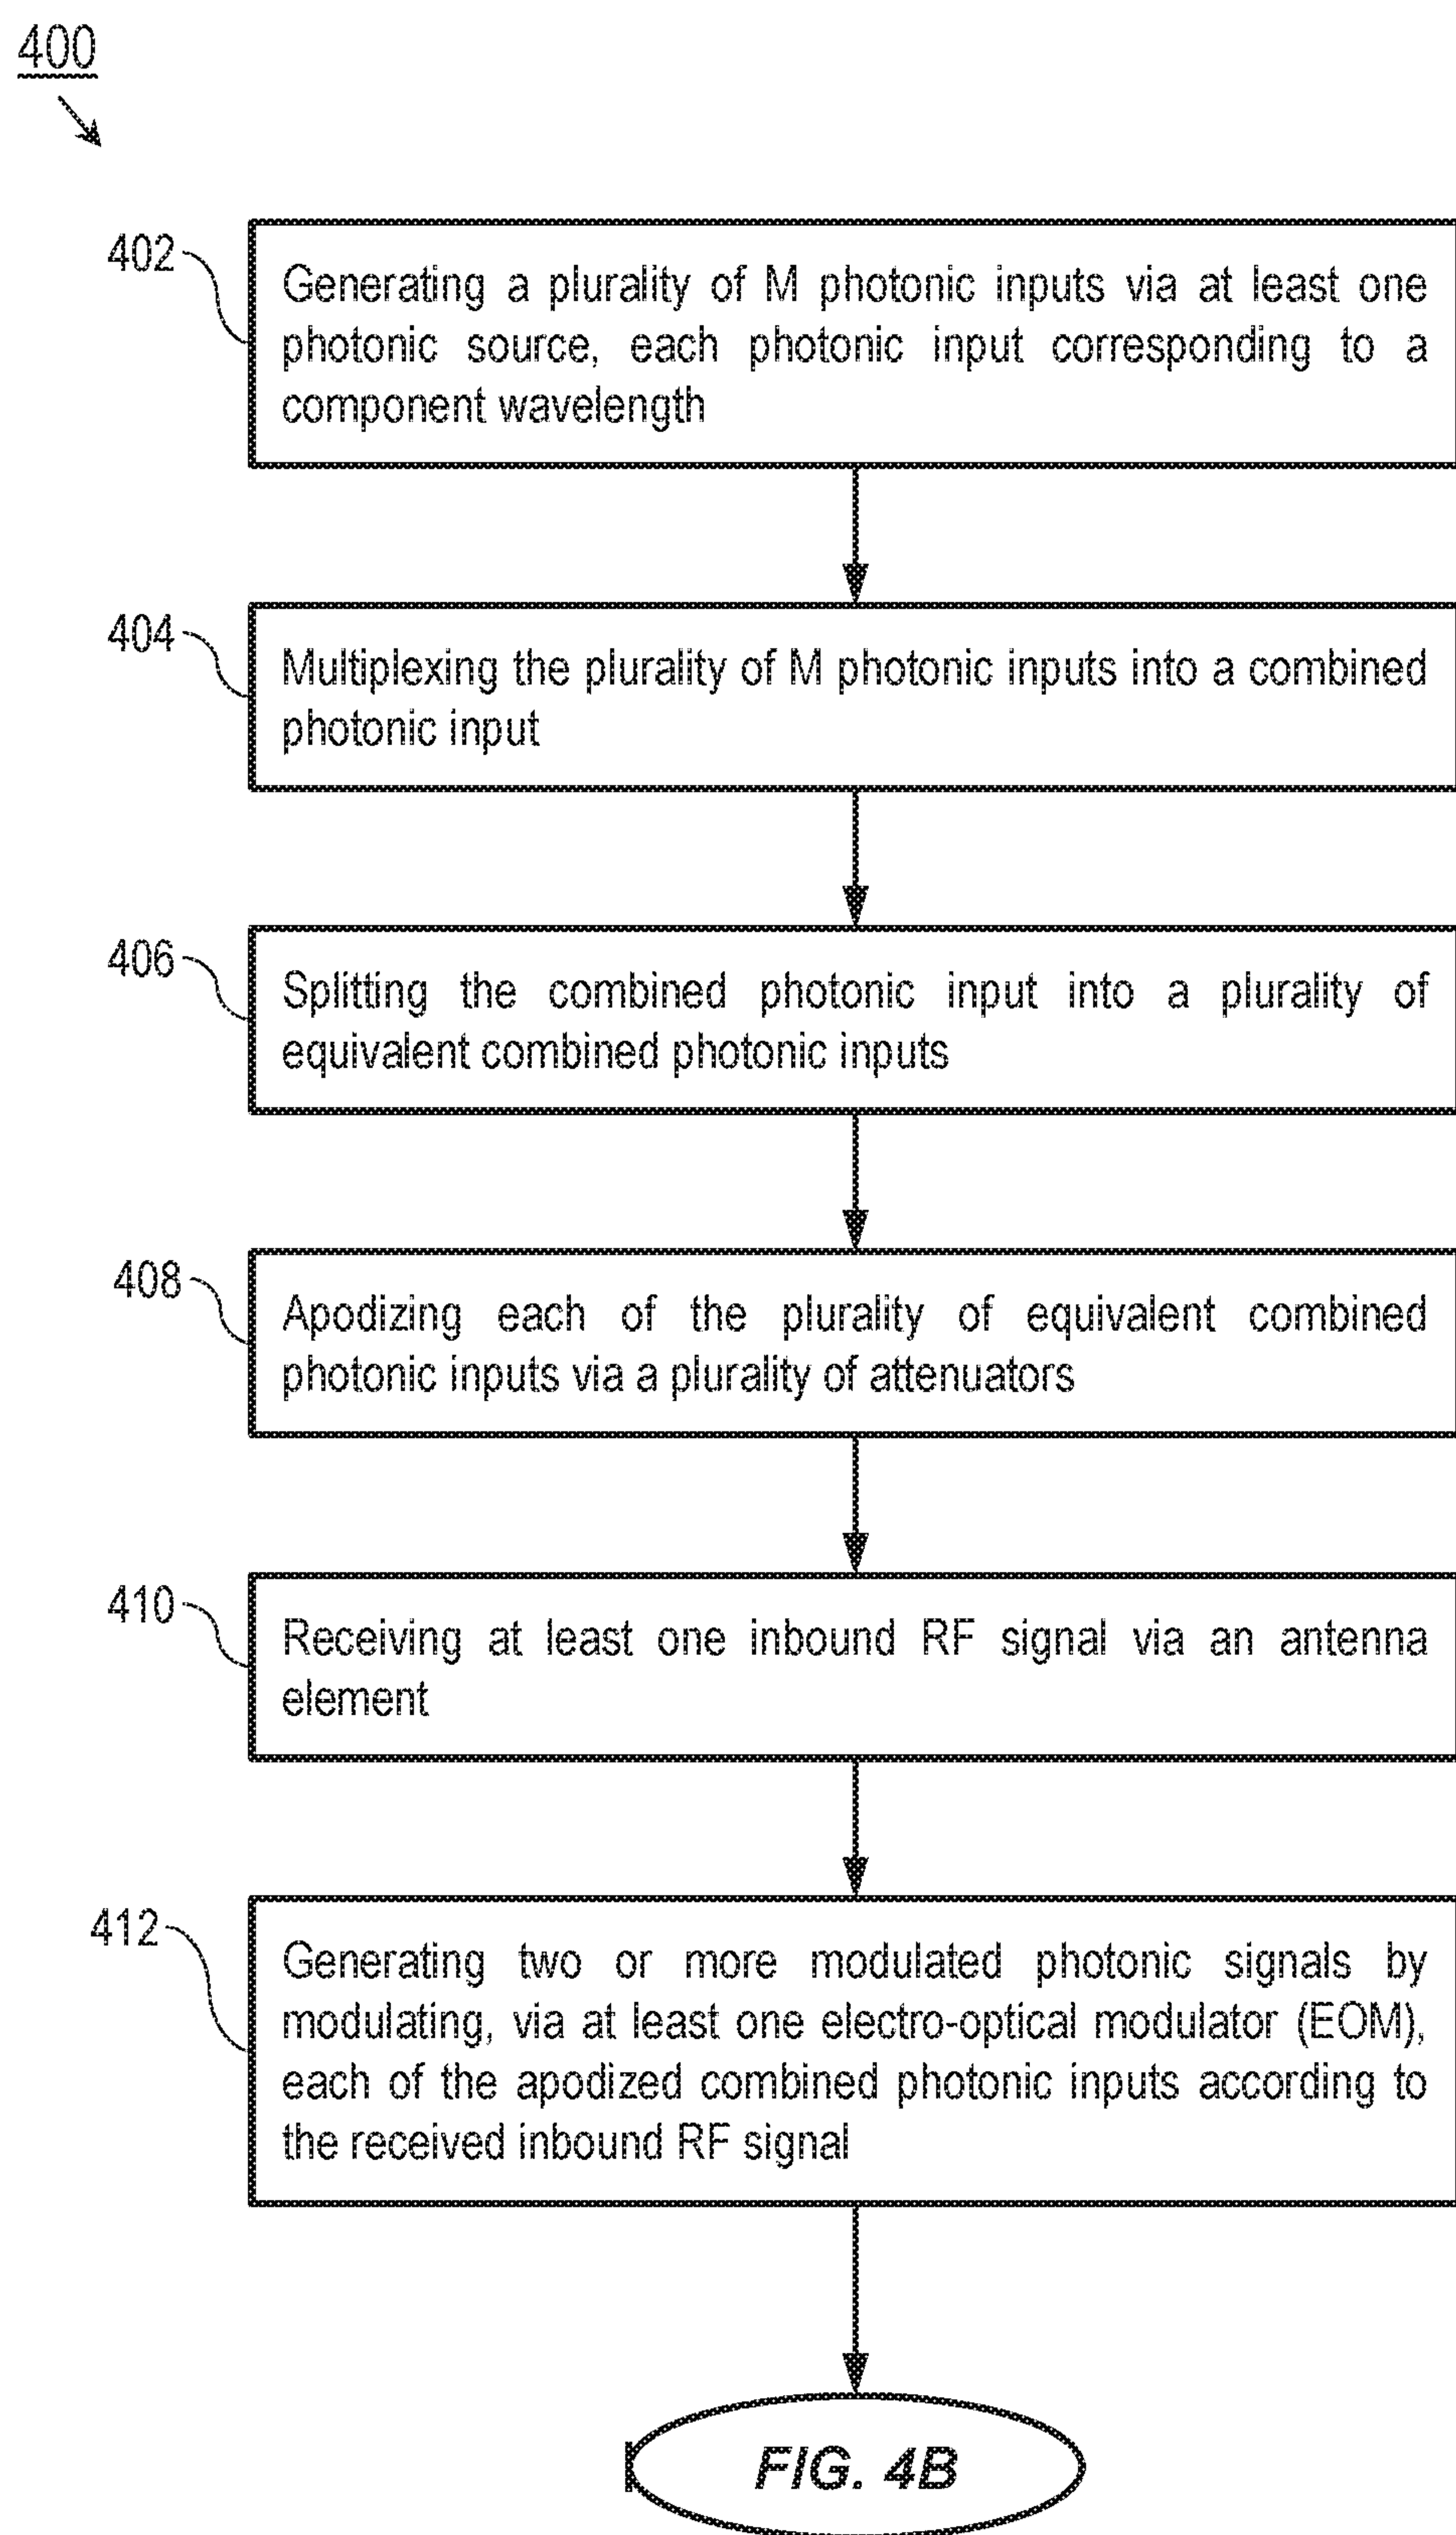 400
402
Generating a plurality of M photonic inputs via at least one
photonic source, each photonic input corresponding to a
component wavelength
404
Multiplexing the plurality of M photonic inputs into a combined
photonic input
406
Splitting the combined photonic input into a plurality of
equivalent combined photonic inputs
408
Apodizing each of the plurality of equivalent combined
photonic inputs via a plurality of attenuators
410
Receiving at least one inbound RF signal via an antenna
element
412
Generating two or more modulated photonic signals by
modulating, via at least one electro-optical modulator (EOM),
each of the apodized combined photonic inputs according to
the received inbound RF signal
FIG. 4B